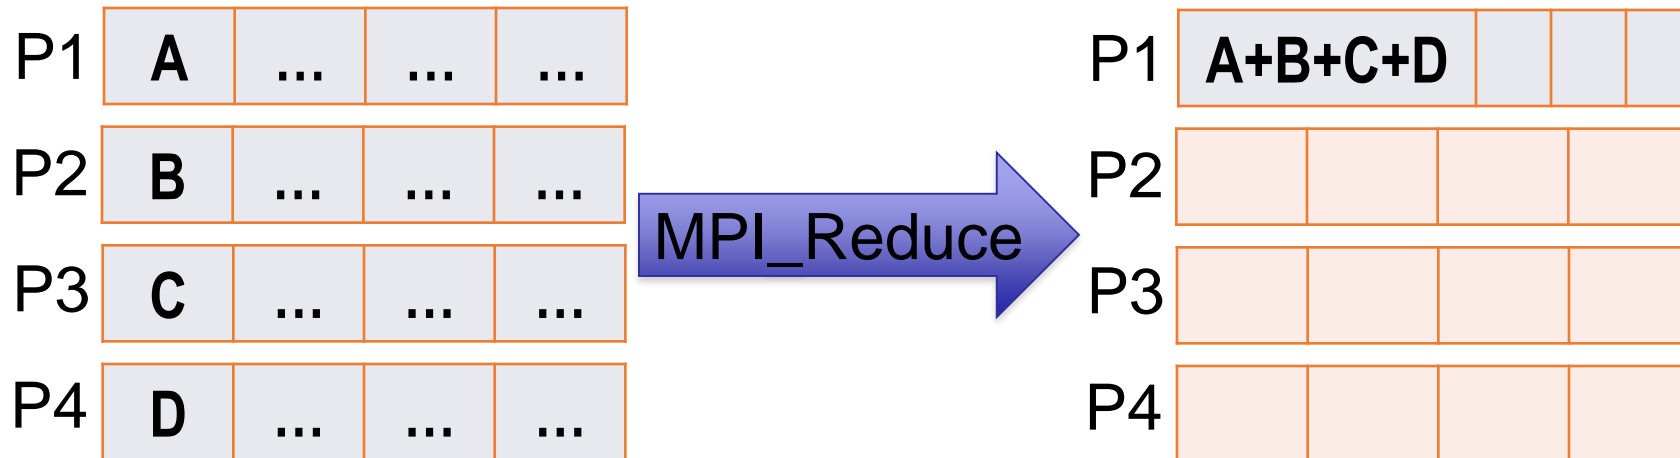 P1 A ... ... ...
P2 B ... ... ...
P3 C ... ... ...
P4 D ... ... ...
MPI_Reduce
P1 A+B+C+D
P2
P3
P4